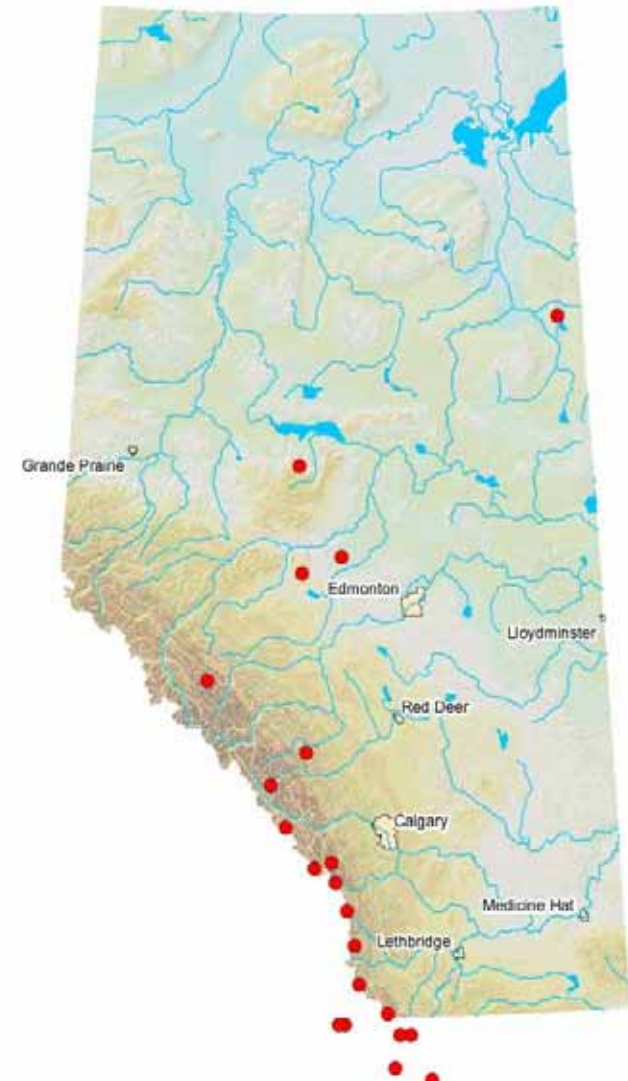 Grande Prairie
Edmonton
Lloydminster
Red Deer
Calgary
Medicine Hat
Lethbridge